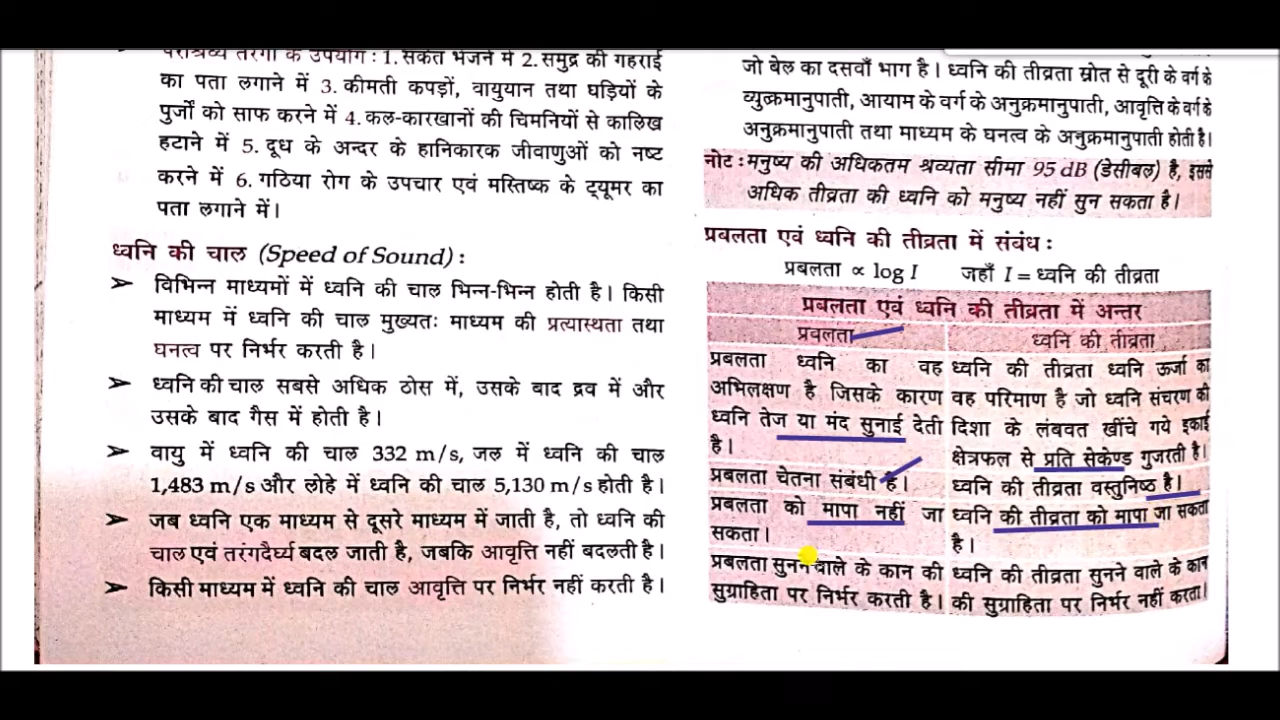 पराश्रव्य तरंगों के उपयोग : 1. संकेत भेजने में 2. समुद्र की गहराई
का पता लगाने में 3. कीमती कपड़ों, वायुयान तथा घड़ियों के
पुर्जों को साफ करने में 4. कल-कारखानों की चिमनियों से कालिख
हटाने में 5. दूध के अन्दर के हानिकारक जीवाणुओं को नष्ट
करने में 6. गठिया रोग के उपचार एवं मस्तिष्क के ट्यूमर का
पता लगाने में।
ध्वनि की चाल (Speed of Sound) :
➤ विभिन्न माध्यमों में ध्वनि की चाल भिन्न-भिन्न होती है। किसी
माध्यम में ध्वनि की चाल मुख्यतः माध्यम की प्रत्यास्थता तथा
घनत्व पर निर्भर करती है।
➤ ध्वनि की चाल सबसे अधिक ठोस में, उसके बाद द्रव में और
उसके बाद गैस में होती है।
➤ वायु में ध्वनि की चाल 332 m/s, जल में ध्वनि की चाल
1,483 m/s और लोहे में ध्वनि की चाल 5,130 m/s होती है।
➤ जब ध्वनि एक माध्यम से दूसरे माध्यम में जाती है, तो ध्वनि की
चाल एवं तरंगदैर्घ्य बदल जाती है, जबकि आवृत्ति नहीं बदलती है।
➤ किसी माध्यम में ध्वनि की चाल आवृत्ति पर निर्भर नहीं करती है।
जो बेल का दसवाँ भाग है। ध्वनि की तीव्रता स्रोत से दूरी के वर्ग के
व्युत्क्रमानुपाती, आयाम के वर्ग के अनुक्रमानुपाती, आवृत्ति के वर्ग के
अनुक्रमानुपाती तथा माध्यम के घनत्व के अनुक्रमानुपाती होती है।
नोट : मनुष्य की अधिकतम श्रव्यता सीमा 95 dB (डेसीबल) है, इससे
अधिक तीव्रता की ध्वनि को मनुष्य नहीं सुन सकता है।
प्रबलता एवं ध्वनि की तीव्रता में संबंध :
प्रबलता ∝ log I जहाँ I = ध्वनि की तीव्रता
प्रबलता एवं ध्वनि की तीव्रता में अन्तर
प्रबलता
प्रबलता ध्वनि का वह
अभिलक्षण है जिसके कारण
ध्वनि तेज या मंद सुनाई देती
है।
प्रबलता चेतना संबंधी है।
प्रबलता को मापा नहीं जा
सकता।
प्रबलता सुनने वाले के कान की
सुग्राहिता पर निर्भर करती है।
ध्वनि की तीव्रता
ध्वनि की तीव्रता ध्वनि ऊर्जा का
वह परिमाण है जो ध्वनि संचरण की
दिशा के लंबवत खींचे गये इकाई
क्षेत्रफल से प्रति सेकेण्ड गुजरती है।
ध्वनि की तीव्रता वस्तुनिष्ठ है।
ध्वनि की तीव्रता को मापा जा सकता
है।
ध्वनि की तीव्रता सुनने वाले के कान
की सुग्राहिता पर निर्भर नहीं करता।